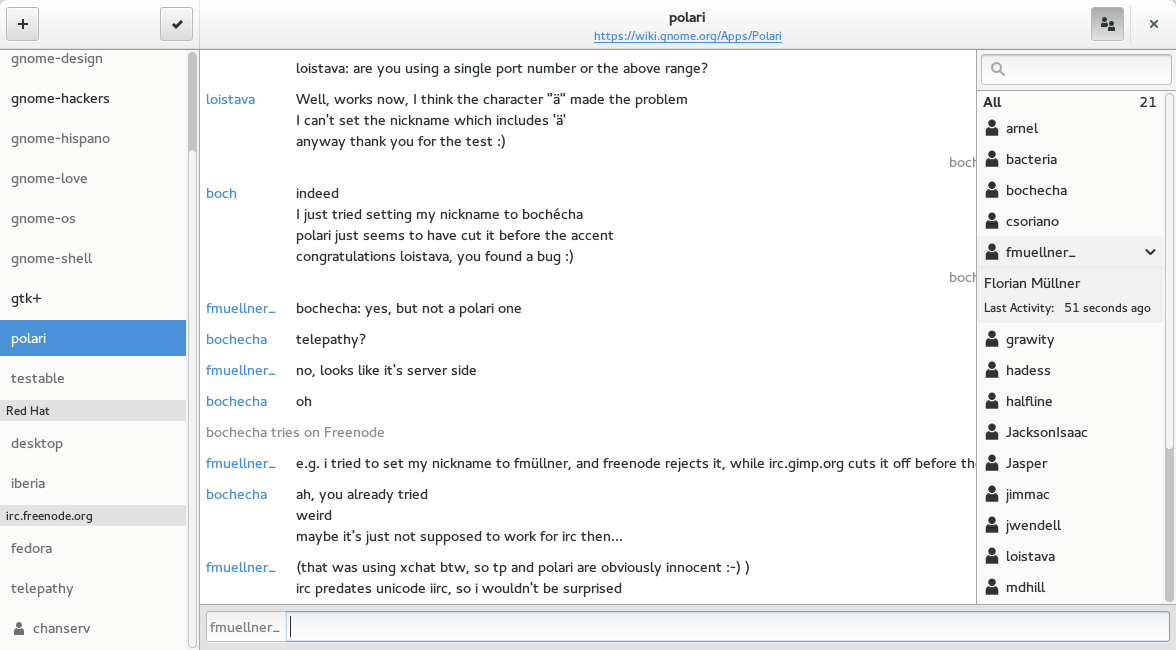 polari
https://wiki.gnome.org/Apps/Polari
gnome-design
gnome-hackers
gnome-hispano
gnome-love
gnome-os
gnome-shell
gtk+
polari
testable
Red Hat
desktop
iberia
irc.freenode.org
fedora
telepathy
chanserv
loistava: are you using a single port number or the above range?
loistava Well, works now, I think the character "ä" made the problem
I can't set the nickname which includes 'ä'
anyway thank you for the test :)
boch
boch indeed
I just tried setting my nickname to bochécha
polari just seems to have cut it before the accent
congratulations loistava, you found a bug :)
boch
fmuellner_ bochecha: yes, but not a polari one
bochecha telepathy?
fmuellner_ no, looks like it's server side
bochecha oh
bochecha tries on Freenode
fmuellner_ e.g. i tried to set my nickname to fmüllner, and freenode rejects it, while irc.gimp.org cuts it off before th
bochecha ah, you already tried
weird
maybe it's just not supposed to work for irc then...
fmuellner_ (that was using xchat btw, so tp and polari are obviously innocent :-) )
irc predates unicode iirc, so i wouldn't be surprised
fmuellner_
All 21
arnel
bacteria
bochecha
csoriano
fmuellner_
Florian Müllner
Last Activity: 51 seconds ago
grawity
hadess
halfline
JacksonIsaac
Jasper
jimmac
jwendell
loistava
mdhill